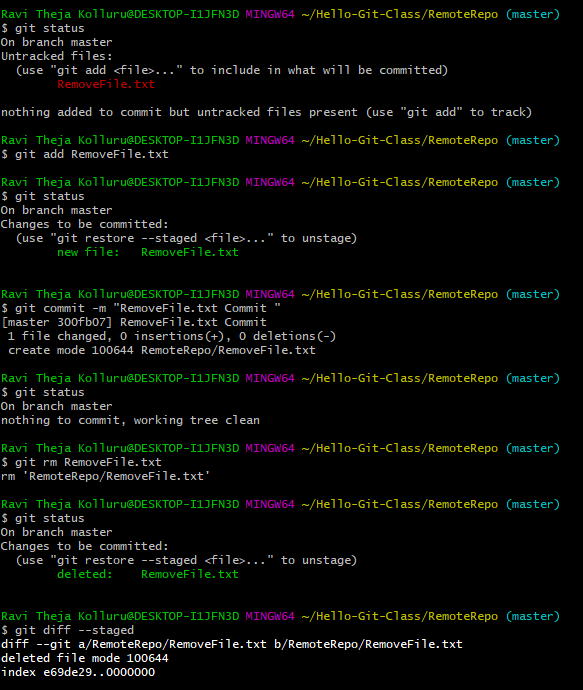 Ravi Theja Kolluru@DESKTOP-I1JFN3D MINGW64 ~/Hello-Git-Class/RemoteRepo (master)
$ git status
On branch master
Untracked files:
  (use "git add <file>..." to include in what will be committed)
        RemoveFile.txt

nothing added to commit but untracked files present (use "git add" to track)

Ravi Theja Kolluru@DESKTOP-I1JFN3D MINGW64 ~/Hello-Git-Class/RemoteRepo (master)
$ git add RemoveFile.txt

Ravi Theja Kolluru@DESKTOP-I1JFN3D MINGW64 ~/Hello-Git-Class/RemoteRepo (master)
$ git status
On branch master
Changes to be committed:
  (use "git restore --staged <file>..." to unstage)
        new file:   RemoveFile.txt


Ravi Theja Kolluru@DESKTOP-I1JFN3D MINGW64 ~/Hello-Git-Class/RemoteRepo (master)
$ git commit -m "RemoveFile.txt Commit "
[master 300fb07] RemoveFile.txt Commit
 1 file changed, 0 insertions(+), 0 deletions(-)
 create mode 100644 RemoteRepo/RemoveFile.txt

Ravi Theja Kolluru@DESKTOP-I1JFN3D MINGW64 ~/Hello-Git-Class/RemoteRepo (master)
$ git status
On branch master
nothing to commit, working tree clean

Ravi Theja Kolluru@DESKTOP-I1JFN3D MINGW64 ~/Hello-Git-Class/RemoteRepo (master)
$ git rm RemoveFile.txt
rm 'RemoteRepo/RemoveFile.txt'

Ravi Theja Kolluru@DESKTOP-I1JFN3D MINGW64 ~/Hello-Git-Class/RemoteRepo (master)
$ git status
On branch master
Changes to be committed:
  (use "git restore --staged <file>..." to unstage)
        deleted:    RemoveFile.txt


Ravi Theja Kolluru@DESKTOP-I1JFN3D MINGW64 ~/Hello-Git-Class/RemoteRepo (master)
$ git diff --staged
diff --git a/RemoteRepo/RemoveFile.txt b/RemoteRepo/RemoveFile.txt
deleted file mode 100644
index e69de29..0000000